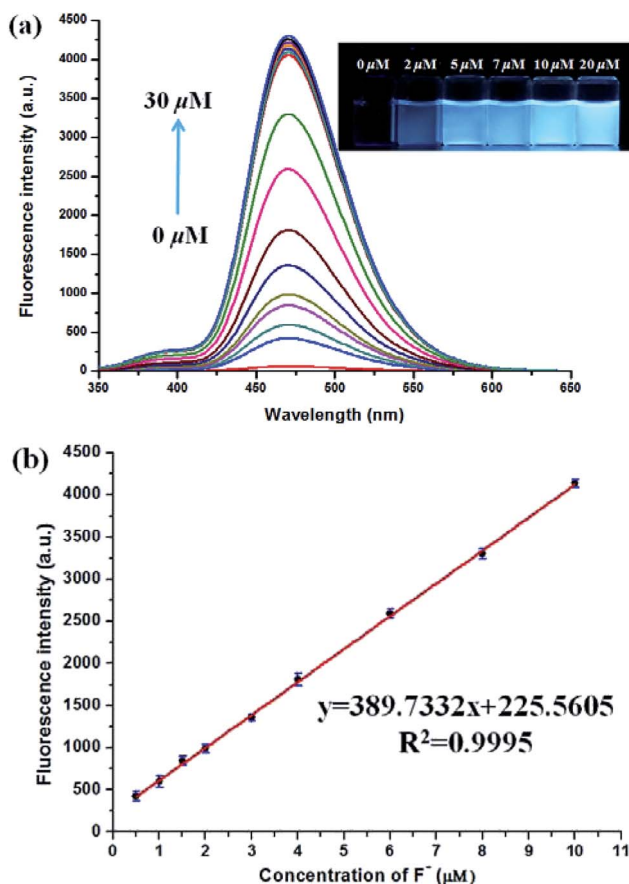 (a)
Fluorescence intensity (a.u.)
4500
4000
3500
3000
2500
2000
1500
1000
500
0
30 μM
0 μM
0 μM 2 μM 5 μM 7 μM 10 μM 20 μM
350 400 450 500 550 600 650
Wavelength (nm)
(b)
Fluorescence intensity (a.u.)
4500
4000
3500
3000
2500
2000
1500
1000
500
0
y=389.7332x+225.5605
R²=0.9995
0 1 2 3 4 5 6 7 8 9 10 11
Concentration of F⁻ (μM)